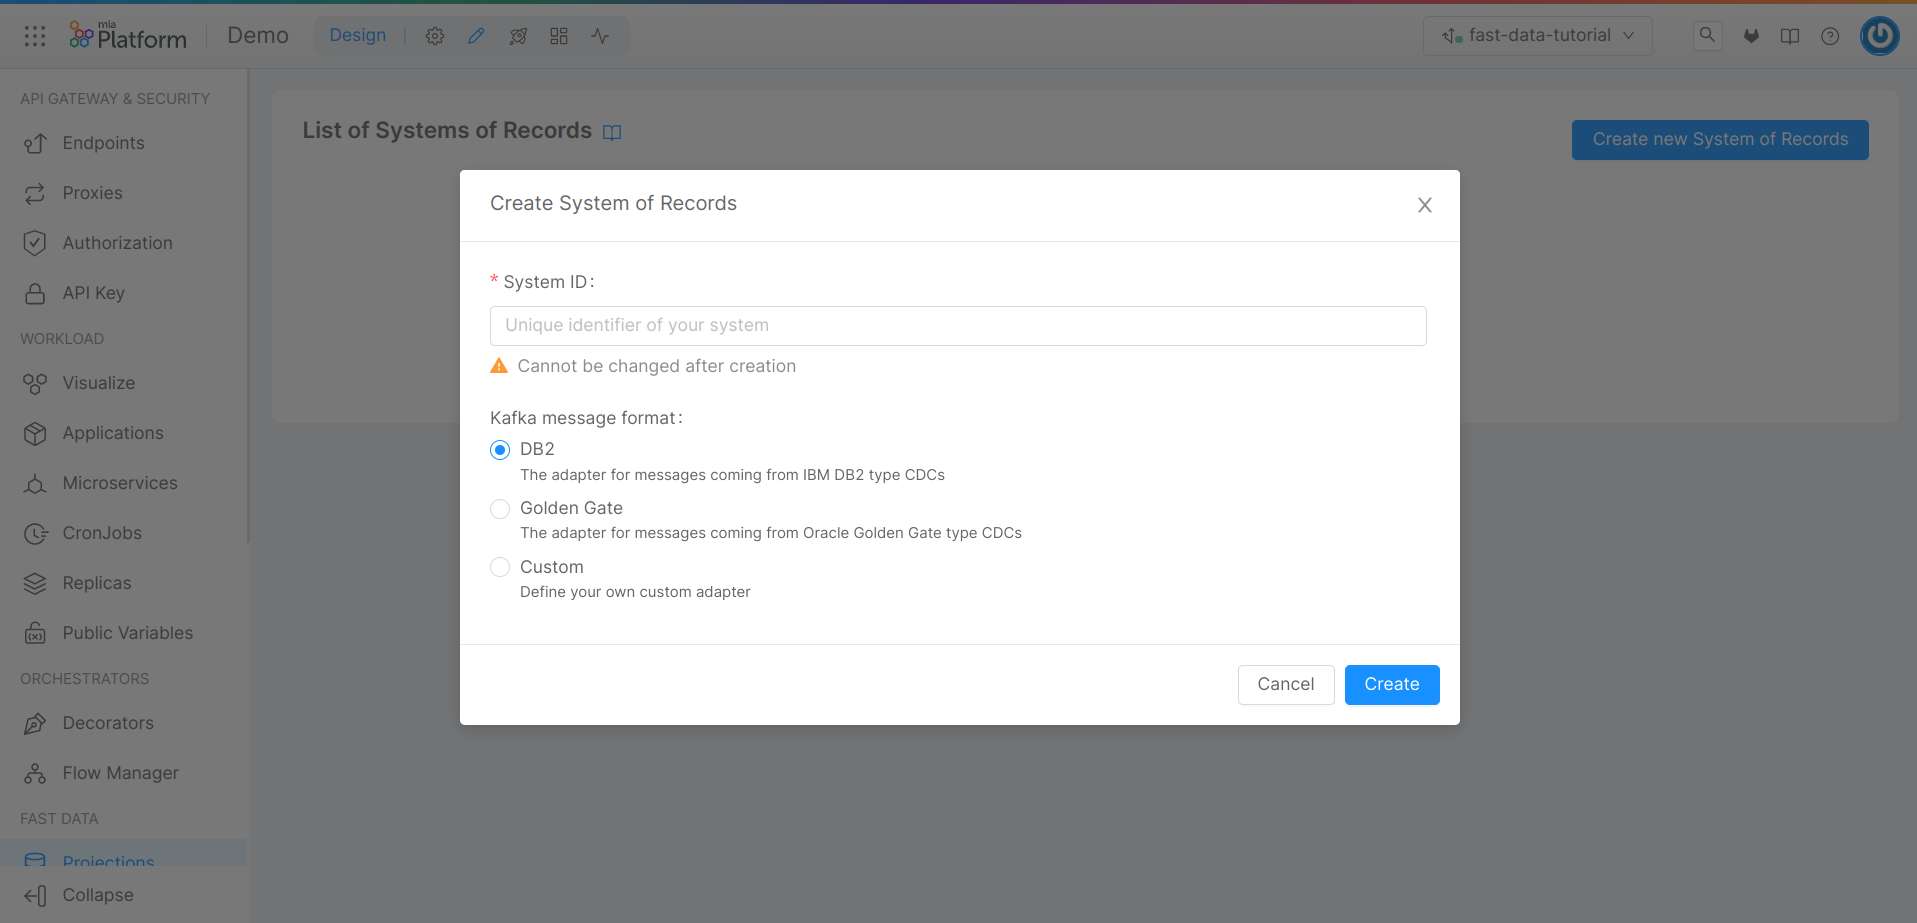 mia
Platform
Demo
Design
fast-data-tutorial
API GATEWAY & SECURITY
Endpoints
Proxies
Authorization
API Key
WORKLOAD
Visualize
Applications
Microservices
CronJobs
Replicas
Public Variables
ORCHESTRATORS
Decorators
Flow Manager
FAST DATA
Projections
Collapse
List of Systems of Records
Create new System of Records
Create System of Records
* System ID:
Unique identifier of your system
Cannot be changed after creation
Kafka message format:
DB2
The adapter for messages coming from IBM DB2 type CDCs
Golden Gate
The adapter for messages coming from Oracle Golden Gate type CDCs
Custom
Define your own custom adapter
Cancel
Create